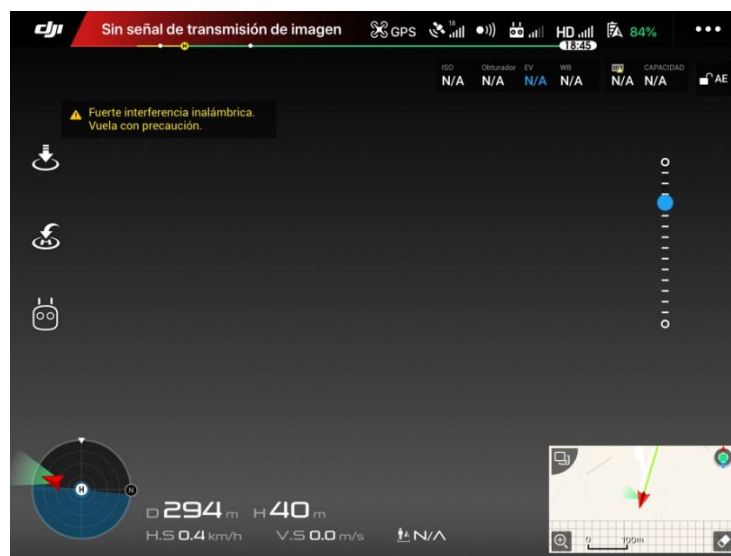 dji Sin señal de transmisión de imagen GPS 18 HD 84%
18:45
ISO Obturador EV WB CAPACIDAD
N/A N/A N/A N/A N/A N/A AE
Fuerte interferencia inalámbrica.
Vuela con precaución.
H N
D 294 m H 40 m
H.S 0.4 km/h V.S 0.0 m/s N/A
0 100m